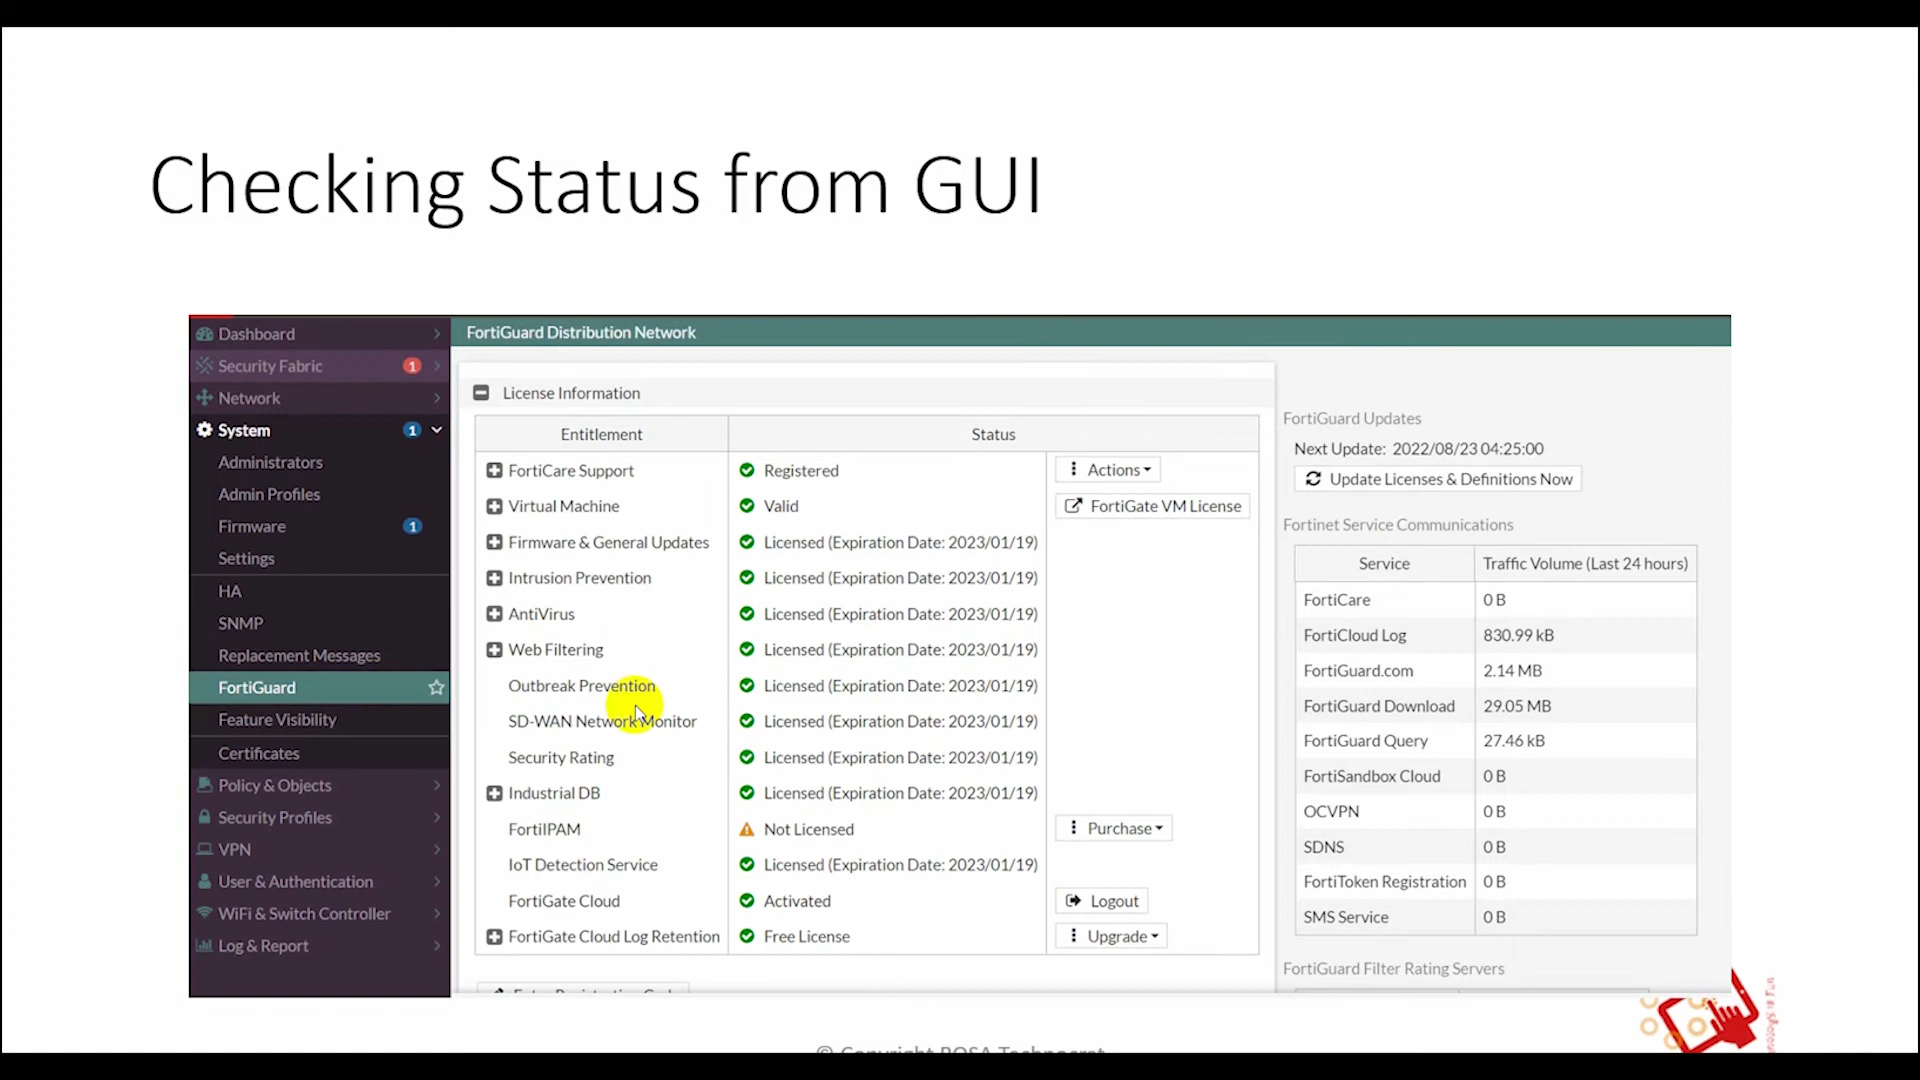 Checking Status from GUI
Dashboard
Security Fabric 1
Network
System 1
Administrators
Admin Profiles
Firmware 1
Settings
HA
SNMP
Replacement Messages
FortiGuard
Feature Visibility
Certificates
Policy & Objects
Security Profiles
VPN
User & Authentication
WiFi & Switch Controller
Log & Report
FortiGuard Distribution Network
License Information
Entitlement Status
FortiCare Support Registered Actions
Virtual Machine Valid FortiGate VM License
Firmware & General Updates Licensed (Expiration Date: 2023/01/19)
Intrusion Prevention Licensed (Expiration Date: 2023/01/19)
AntiVirus Licensed (Expiration Date: 2023/01/19)
Web Filtering Licensed (Expiration Date: 2023/01/19)
Outbreak Prevention Licensed (Expiration Date: 2023/01/19)
SD-WAN Network Monitor Licensed (Expiration Date: 2023/01/19)
Security Rating Licensed (Expiration Date: 2023/01/19)
Industrial DB Licensed (Expiration Date: 2023/01/19)
FortiIPAM Not Licensed Purchase
IoT Detection Service Licensed (Expiration Date: 2023/01/19)
FortiGate Cloud Activated Logout
FortiGate Cloud Log Retention Free License Upgrade
FortiGuard Updates
Next Update: 2022/08/23 04:25:00
Update Licenses & Definitions Now
Fortinet Service Communications
Service Traffic Volume (Last 24 hours)
FortiCare 0 B
FortiCloud Log 830.99 kB
FortiGuard.com 2.14 MB
FortiGuard Download 29.05 MB
FortiGuard Query 27.46 kB
FortiSandbox Cloud 0 B
OCVPN 0 B
SDNS 0 B
FortiToken Registration 0 B
SMS Service 0 B
FortiGuard Filter Rating Servers
© Copyright